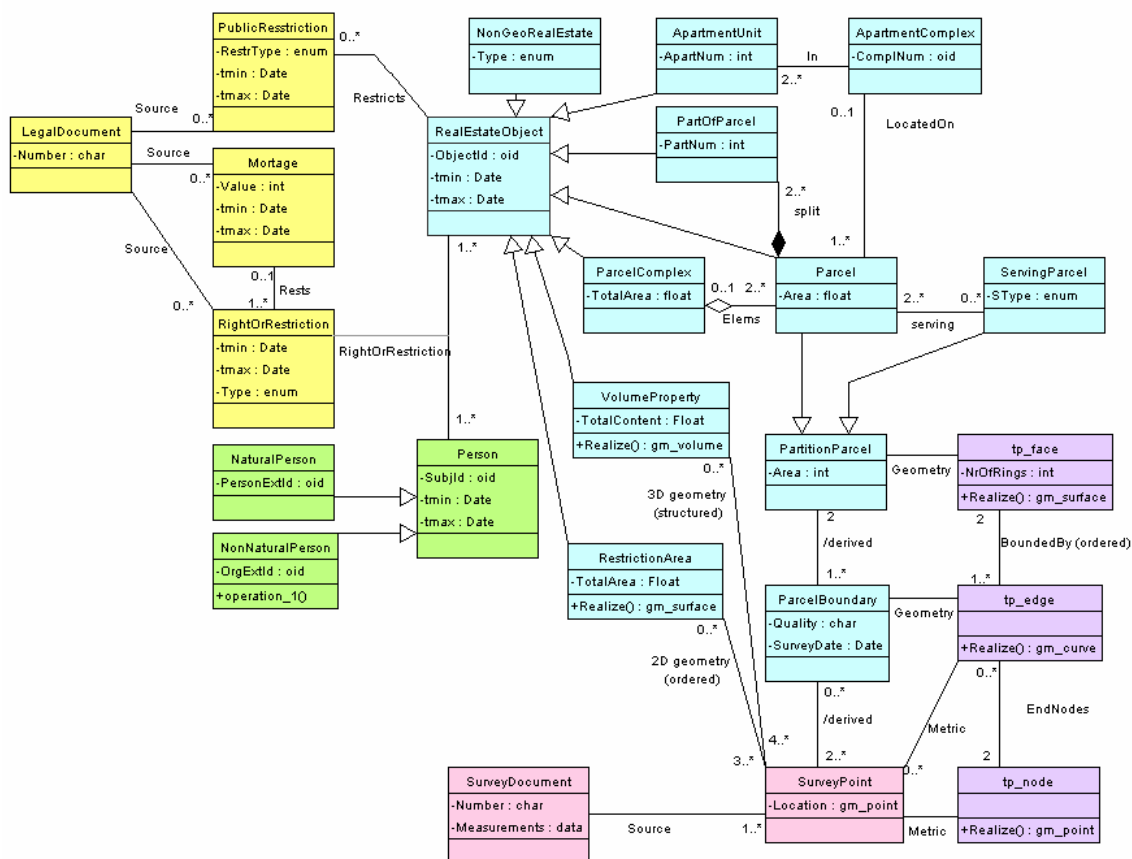 PublicResstriction
-RestrType : enum
-tmin : Date
-tmax : Date
0..*
Restricts
NonGeoRealEstate
-Type : enum
ApartmentUnit
-ApartNum : int
In
2..*
ApartmentComplex
-ComplNum : oid
0..1
LocatedOn
1..*
Source
0..*
LegalDocument
-Number : char
Source
0..*
Source
0..*
Mortage
-Value : int
-tmin : Date
-tmax : Date
0..1
Rests
1..*
RealEstateObject
-ObjectId : oid
-tmin : Date
-tmax : Date
1..*
PartOfParcel
-PartNum : int
2..*
split
ParcelComplex
-TotalArea : float
0..1
2..*
Elems
Parcel
-Area : float
2..*
0..*
serving
ServingParcel
-SType : enum
RightOrRestriction
-tmin : Date
-tmax : Date
-Type : enum
RightOrRestriction
1..*
VolumeProperty
-TotalContent : Float
+Realize() : gm_volume
0..*
3D geometry
(structured)
PartitionParcel
-Area : int
Geometry
2
/derived
1..*
tp_face
-NrOfRings : int
+Realize() : gm_surface
2
BoundedBy (ordered)
1..*
NaturalPerson
-PersonExtId : oid
Person
-SubjId : oid
-tmin : Date
-tmax : Date
NonNaturalPerson
-OrgExtId : oid
+operation_1()
RestrictionArea
-TotalArea : Float
+Realize() : gm_surface
0..*
2D geometry
(ordered)
ParcelBoundary
-Quality : char
-SurveyDate : Date
Geometry
0..*
/derived
2..*
tp_edge
+Realize() : gm_curve
0..*
EndNodes
2
Metric
0..*
4..*
3..*
SurveyDocument
-Number : char
-Measurements : data
Source
1..*
SurveyPoint
-Location : gm_point
Metric
tp_node
+Realize() : gm_point